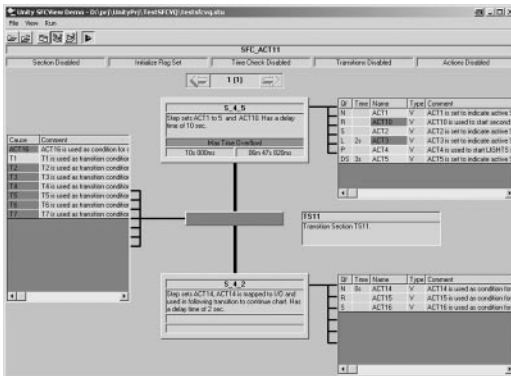 Unity SFCView Demo - D:\prj\UnityPrj\TestSFCVQ\testsfcvg.stu
File View Run
SFC_ACT11
Section Disabled Initialize Flag Set Time Check Disabled Transitions Disabled Actions Disabled
1 (1)
S_4_5
Step sets ACT1 to 5 and ACT10. Has a delay
time of 10 sec.
Max Time Overflow
10s 000ms 06m 47s 020ms
Qf Time Name Type Comment
N ACT1 V ACT1 is set to indicate active
R ACT10 V ACT10 is used to start second
S ACT2 V ACT2 is set to indicate active
L 2s ACT3 V ACT3 is set to indicate active
P ACT4 V ACT4 is used to start LIGHTS
DS 3s ACT5 V ACT5 is set to indicate active
Cause Comment
ACT16 ACT16 is used as condition for
T1 T1 is used as transition condition
T2 T2 is used as transition condition
T3 T3 is used as transition condition
T4 T4 is used as transition condition
T5 T5 is used as transition condition
T6 T6 is used as transition condition
T7 T7 is used as transition condition
TS11
Transition Section TS11.
S_4_2
Step sets ACT14, ACT14 is mapped to I/O and
used in following transition to continue chart. Has
a delay time of 2 sec.
Qf Time Name Type Comment
N 0s ACT14 V ACT14 is used as condition for
R ACT15 V ACT15 is used as condition for
S ACT16 V ACT16 is used as condition for